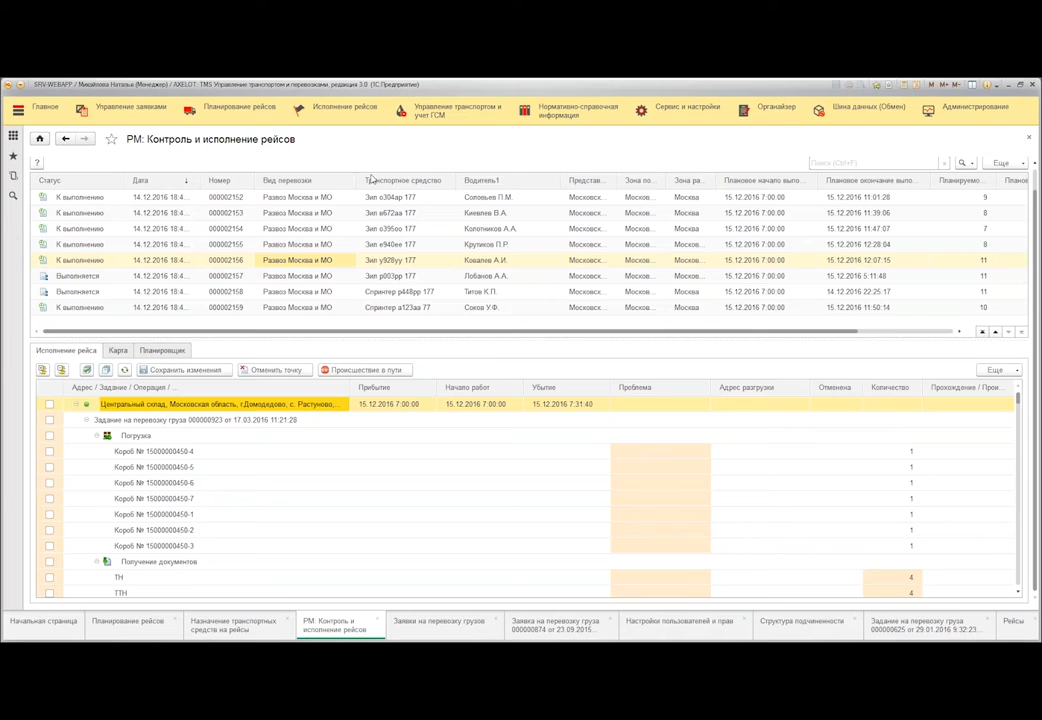 SRV-WEBAPP / Михайлова Наталья (Менеджер) / AXELOT: TMS Управление транспортом и перевозками, редакция 3.0 (1С:Предприятие)
M M+ M-
Главное
Управление заявками
Планирование рейсов
Исполнение рейсов
Управление транспортом и учет ГСМ
Нормативно-справочная информация
Сервис и настройки
Органайзер
Шина данных (Обмен)
Администрирование
РМ: Контроль и исполнение рейсов
?
Поиск (Ctrl+F)
Еще
Статус Дата Номер Вид перевозки Транспортное средство Водитель1 Представ... Зона по... Зона ра... Плановое начало выпо... Плановое окончание выпо... Планируемо... Планов
К выполнению 14.12.2016 18:4... 000002152 Развоз Москва и МО Зил о304ар 177 Соловьев П.М. Московск... Москов... Москва 15.12.2016 7:00:00 15.12.2016 11:01:28 9
К выполнению 14.12.2016 18:4... 000002153 Развоз Москва и МО Зил в672аа 177 Киевлев В.А. Московск... Москов... Москва 15.12.2016 7:00:00 15.12.2016 11:39:06 8
К выполнению 14.12.2016 18:4... 000002154 Развоз Москва и МО Зил о395оо 177 Колотников А.А. Московск... Москов... Москва 15.12.2016 7:00:00 15.12.2016 11:47:07 7
К выполнению 14.12.2016 18:4... 000002155 Развоз Москва и МО Зил е940ее 177 Крутиков П.Р. Московск... Москов... Москва 15.12.2016 7:00:00 15.12.2016 12:28:04 8
К выполнению 14.12.2016 18:4... 000002156 Развоз Москва и МО Зил у928уу 177 Ковалев А.И. Московск... Москов... Москва 15.12.2016 7:00:00 15.12.2016 12:07:15 11
Выполняется 14.12.2016 18:4... 000002157 Развоз Москва и МО Зил р003рр 177 Лобанов А.А. Московск... Москов... Москва 15.12.2016 7:00:00 15.12.2016 5:11:48 11
Выполняется 14.12.2016 18:4... 000002158 Развоз Москва и МО Спринтер р448рр 177 Титов К.П. Московск... Москов... Москва 15.12.2016 7:00:00 14.12.2016 22:25:17 11
К выполнению 14.12.2016 18:4... 000002159 Развоз Москва и МО Спринтер а123аа 77 Соков У.Ф. Московск... Москов... Москва 15.12.2016 7:00:00 15.12.2016 11:50:14 10
Исполнение рейса Карта Планировщик
Сохранить изменения Отменить точку Происшествие в пути Еще
Адрес / Задание / Операция / ... Прибытие Начало работ Убытие Проблема Адрес разгрузки Отменена Количество Прохождение / Прои...
Центральный склад, Московская область, г.Домодедово, с. Растуново,... 15.12.2016 7:00:00 15.12.2016 7:00:00 15.12.2016 7:31:40
Задание на перевозку груза 000000923 от 17.03.2016 11:21:28
Погрузка
Короб № 15000000450-4 1
Короб № 15000000450-5 1
Короб № 15000000450-6 1
Короб № 15000000450-7 1
Короб № 15000000450-1 1
Короб № 15000000450-2 1
Короб № 15000000450-3 1
Получение документов
ТН 4
ТТН 4
Начальная страница
Планирование рейсов
Назначение транспортных средств на рейсы
РМ: Контроль и исполнение рейсов
Заявки на перевозку грузов
Заявка на перевозку груза 000000874 от 23.09.2015...
Настройки пользователей и прав
Структура подчиненности
Задание на перевозку груза 000000625 от 29.01.2016 9:32:23...
Рейсы